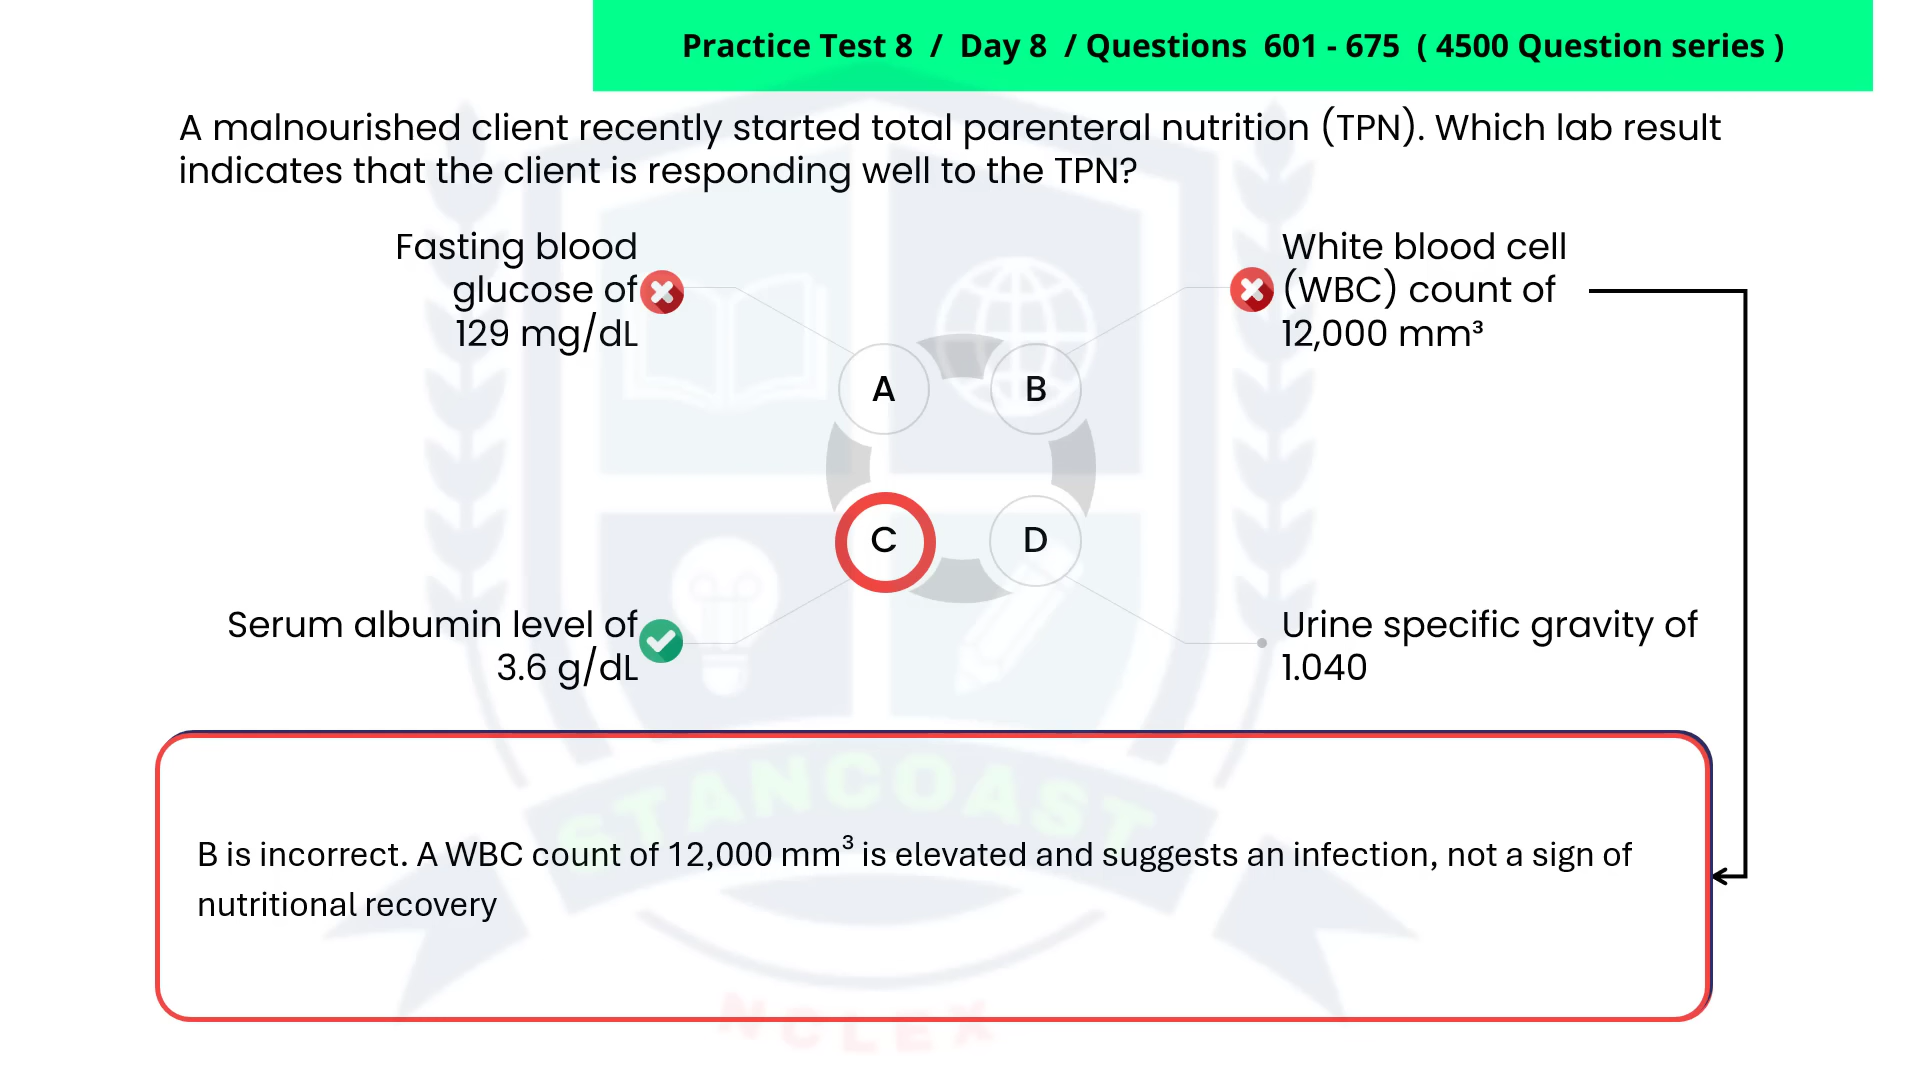 Practice Test 8 / Day 8 / Questions 601 - 675 ( 4500 Question series )
A malnourished client recently started total parenteral nutrition (TPN). Which lab result
indicates that the client is responding well to the TPN?
Fasting blood
glucose of
129 mg/dL
White blood cell
(WBC) count of
12,000 mm³
A
B
C
D
Serum albumin level of
3.6 g/dL
Urine specific gravity of
1.040
STANCOAST
B is incorrect. A WBC count of 12,000 mm³ is elevated and suggests an infection, not a sign of
nutritional recovery
NCLEX